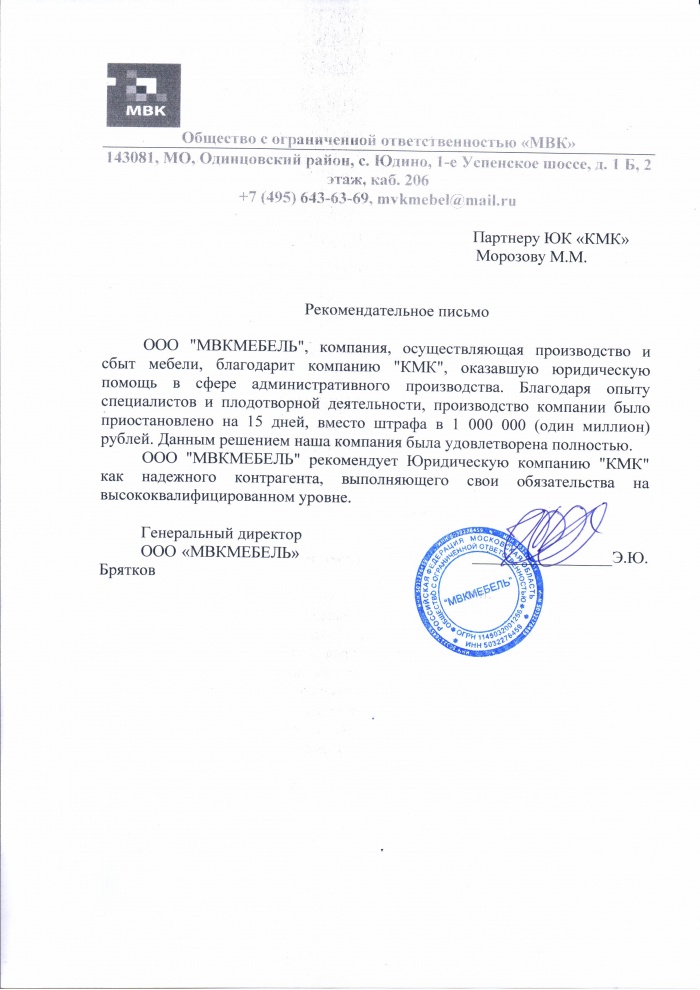 МВК
Общество с ограниченной ответственностью «МВК»
143081, МО, Одинцовский район, с. Юдино, 1-е Успенское шоссе, д. 1 Б, 2
этаж, каб. 206
+7 (495) 643-63-69, mvkmebel@mail.ru
Партнеру ЮК «КМК»
Морозову М.М.
Рекомендательное письмо
ООО "МВКМЕБЕЛЬ", компания, осуществляющая производство и
сбыт мебели, благодарит компанию "КМК", оказавшую юридическую
помощь в сфере административного производства. Благодаря опыту
специалистов и плодотворной деятельности, производство компании было
приостановлено на 15 дней, вместо штрафа в 1 000 000 (один миллион)
рублей. Данным решением наша компания была удовлетворена полностью.
ООО "МВКМЕБЕЛЬ" рекомендует Юридическую компанию "КМК"
как надежного контрагента, выполняющего свои обязательства на
высококвалифицированном уровне.
Генеральный директор
ООО «МВКМЕБЕЛЬ» Э.Ю.
Брятков
РОССИЙСКАЯ ФЕДЕРАЦИЯ МОСКОВСКАЯ ОБЛАСТЬ
ОБЩЕСТВО С ОГРАНИЧЕННОЙ ОТВЕТСТВЕННОСТЬЮ
"МВКМЕБЕЛЬ"
ОГРН 1145032001256
ИНН 5032276459